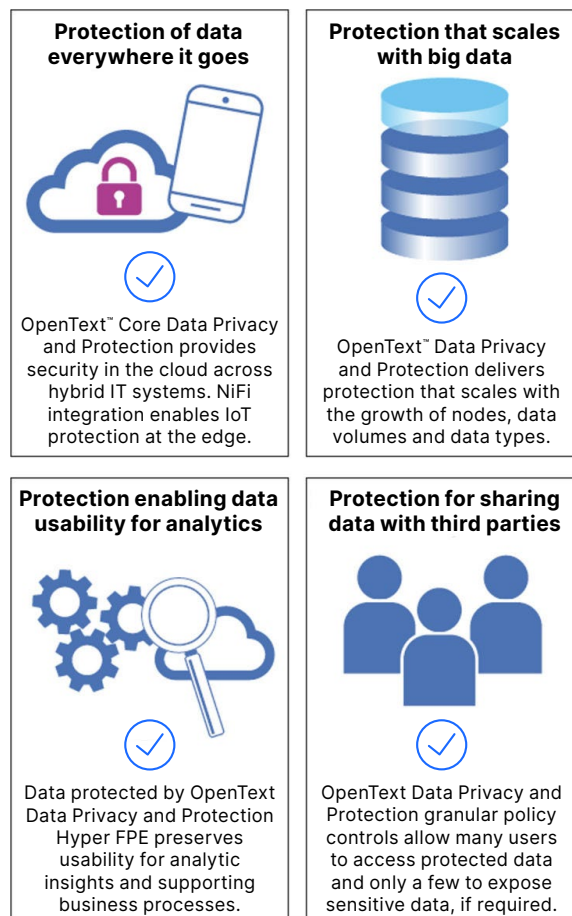 Protection of data
everywhere it goes
OpenText™ Core Data Privacy
and Protection provides
security in the cloud across
hybrid IT systems. NiFi
integration enables IoT
protection at the edge.
Protection that scales
with big data
OpenText™ Data Privacy
and Protection delivers
protection that scales with
the growth of nodes, data
volumes and data types.
Protection enabling data
usability for analytics
Data protected by OpenText
Data Privacy and Protection
Hyper FPE preserves
usability for analytic
insights and supporting
business processes.
Protection for sharing
data with third parties
OpenText Data Privacy and
Protection granular policy
controls allow many users
to access protected data
and only a few to expose
sensitive data, if required.